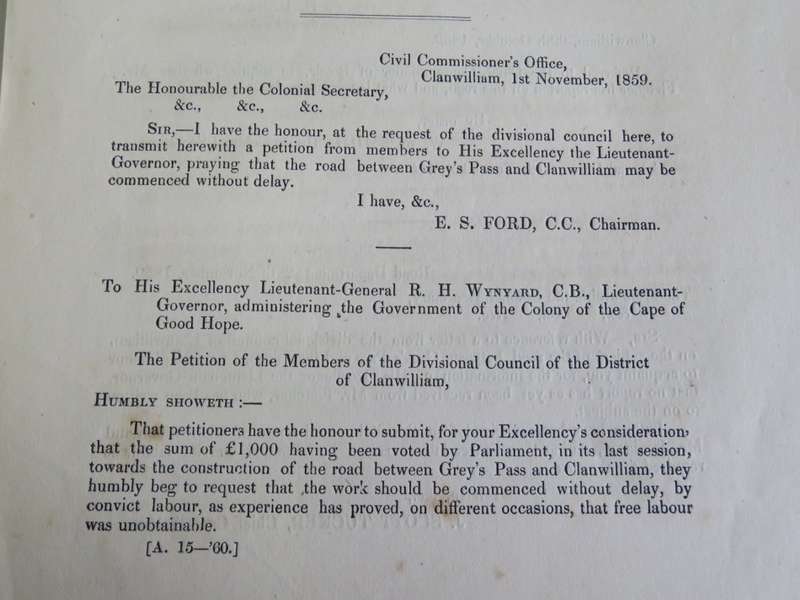 Civil Commissioner's Office,
Clanwilliam, 1st November, 1859.
The Honourable the Colonial Secretary,
&c., &c., &c.
SIR,—I have the honour, at the request of the divisional council here, to
transmit herewith a petition from members to His Excellency the Lieutenant-
Governor, praying that the road between Grey's Pass and Clanwilliam may be
commenced without delay.
I have, &c.,
E. S. FORD, C.C., Chairman.
To His Excellency Lieutenant-General R. H. WYNYARD, C.B., Lieutenant-
Governor, administering the Government of the Colony of the Cape of
Good Hope.
The Petition of the Members of the Divisional Council of the District
of Clanwilliam,
HUMBLY SHOWETH :—
That petitioners have the honour to submit, for your Excellency's consideration,
that the sum of £1,000 having been voted by Parliament, in its last session,
towards the construction of the road between Grey's Pass and Clanwilliam, they
humbly beg to request that the work should be commenced without delay, by
convict labour, as experience has proved, on different occasions, that free labour
was unobtainable.
[A. 15—'60.]